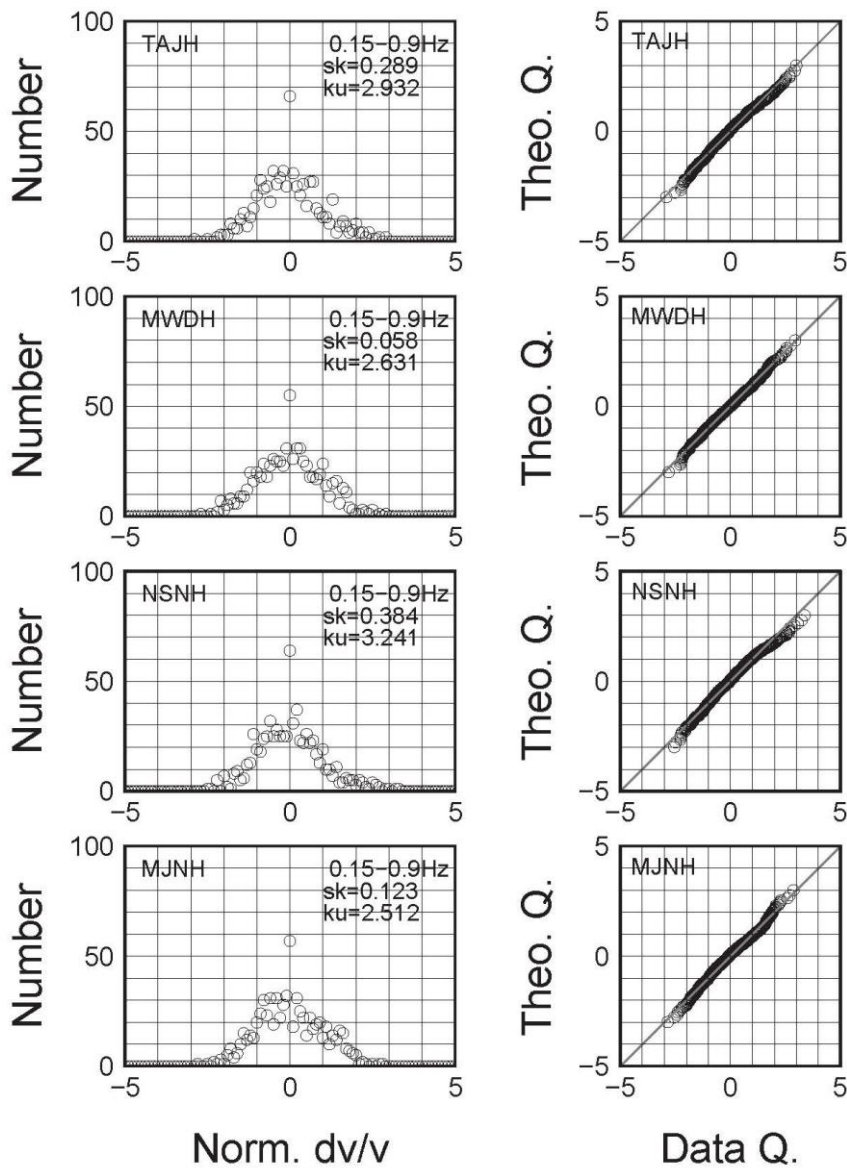 100
50
0
Number
TAJH
0.15−0.9Hz
sk=0.289
ku=2.932
−5
0
5
5
0
−5
Theo. Q.
TAJH
−5
0
5
100
50
0
Number
MWDH
0.15−0.9Hz
sk=0.058
ku=2.631
−5
0
5
5
0
−5
Theo. Q.
MWDH
−5
0
5
100
50
0
Number
NSNH
0.15−0.9Hz
sk=0.384
ku=3.241
−5
0
5
5
0
−5
Theo. Q.
NSNH
−5
0
5
100
50
0
Number
MJNH
0.15−0.9Hz
sk=0.123
ku=2.512
−5
0
5
5
0
−5
Theo. Q.
MJNH
−5
0
5
Norm. dv/v
Data Q.